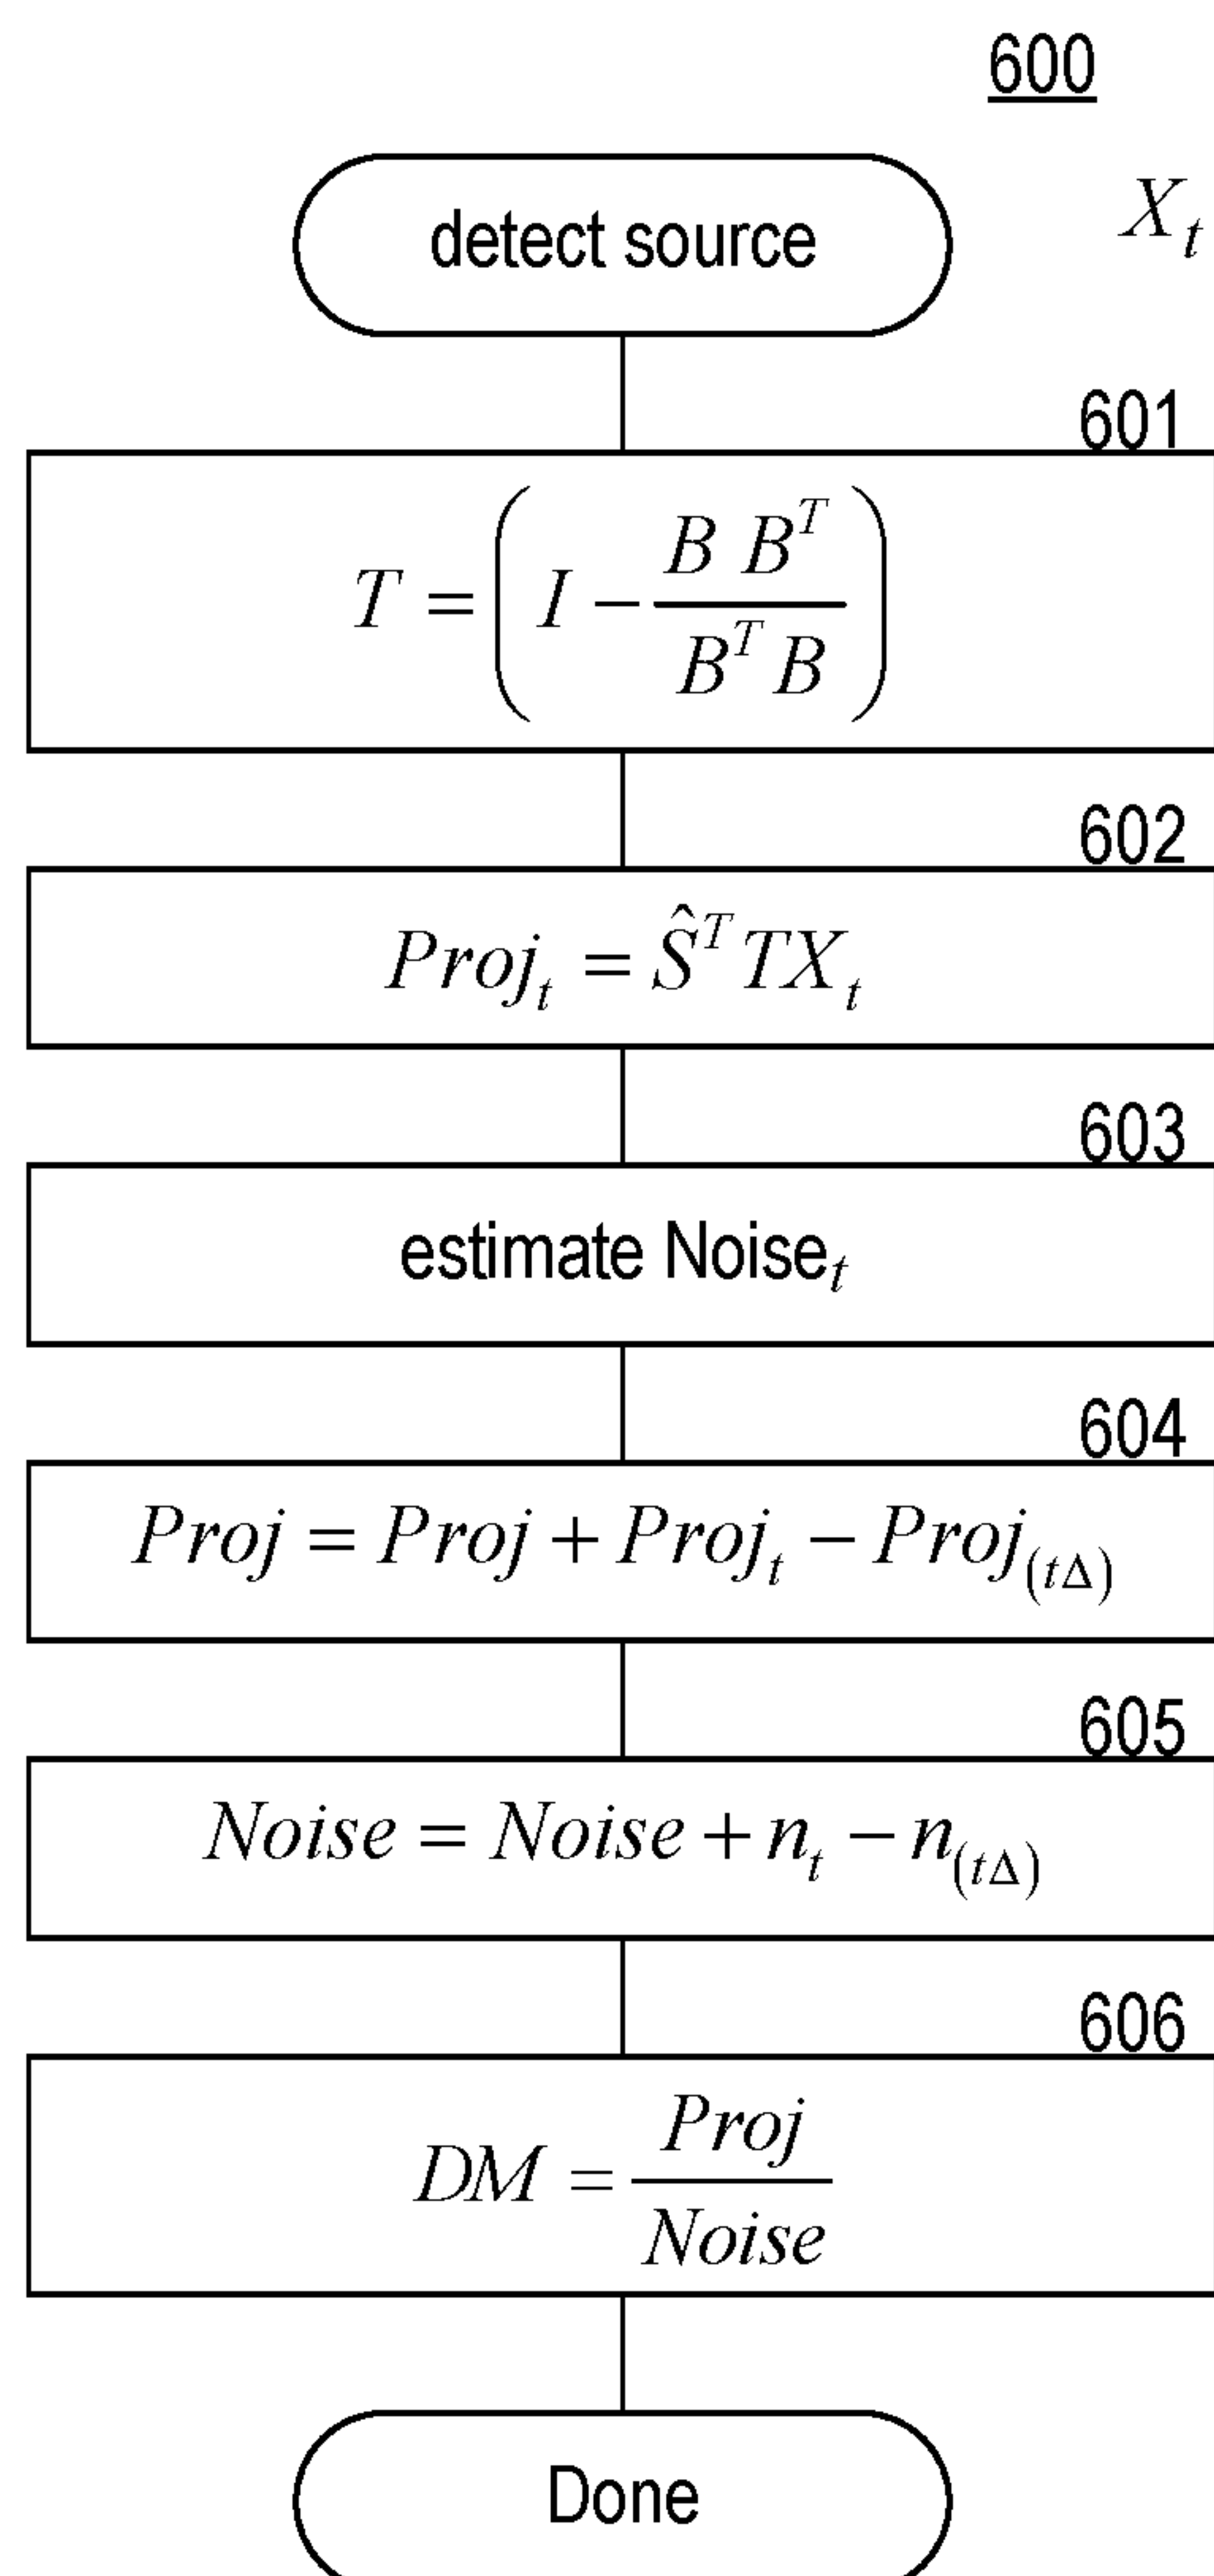 600
detect source
X_t
601
T = ( I − B B^T / B^T B )
602
Proj_t = Ŝ^T T X_t
603
estimate Noise_t
604
Proj = Proj + Proj_t − Proj_(tΔ)
605
Noise = Noise + n_t − n_(tΔ)
606
DM = Proj / Noise
Done